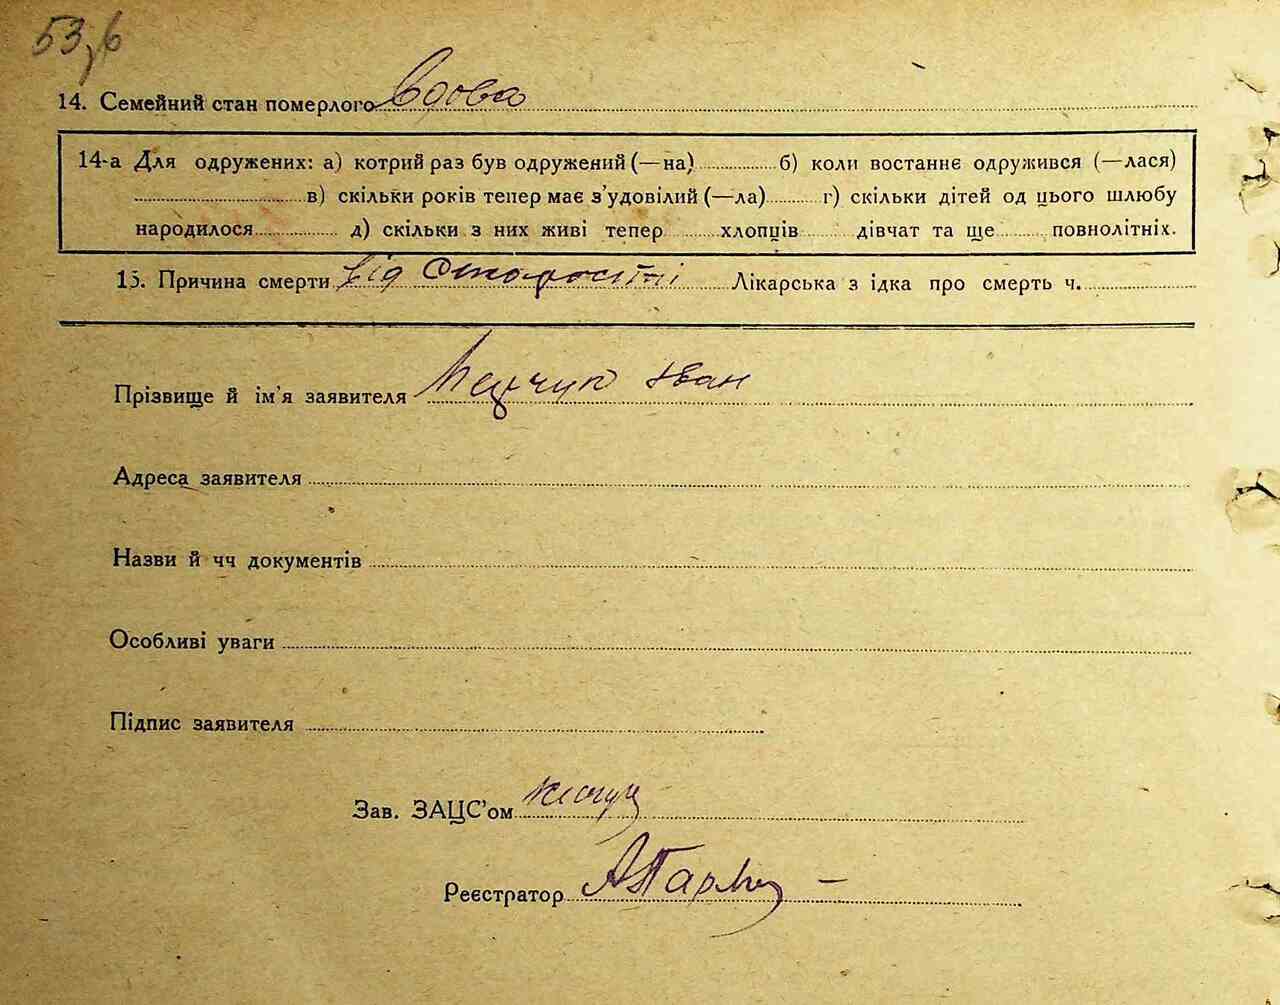 53
14. Семейний стан померлого Вдова
14-а Для одружених: а) котрий раз був одружений (—на) б) коли востаннє одружився (—лася)
в) скільки років тепер має з’удовілий (—ла) г) скільки дітей од цього шлюбу
народилося д) скільки з них живі тепер хлопців дівчат та ще повнолітніх.
15. Причина смерти від старости Лікарська з ідка про смерть ч.
Прізвище й ім’я заявителя Іван
Адреса заявителя
Назви й чч документів
Особливі уваги
Підпис заявителя
Зав. ЗАЦС’ом
Реєстратор